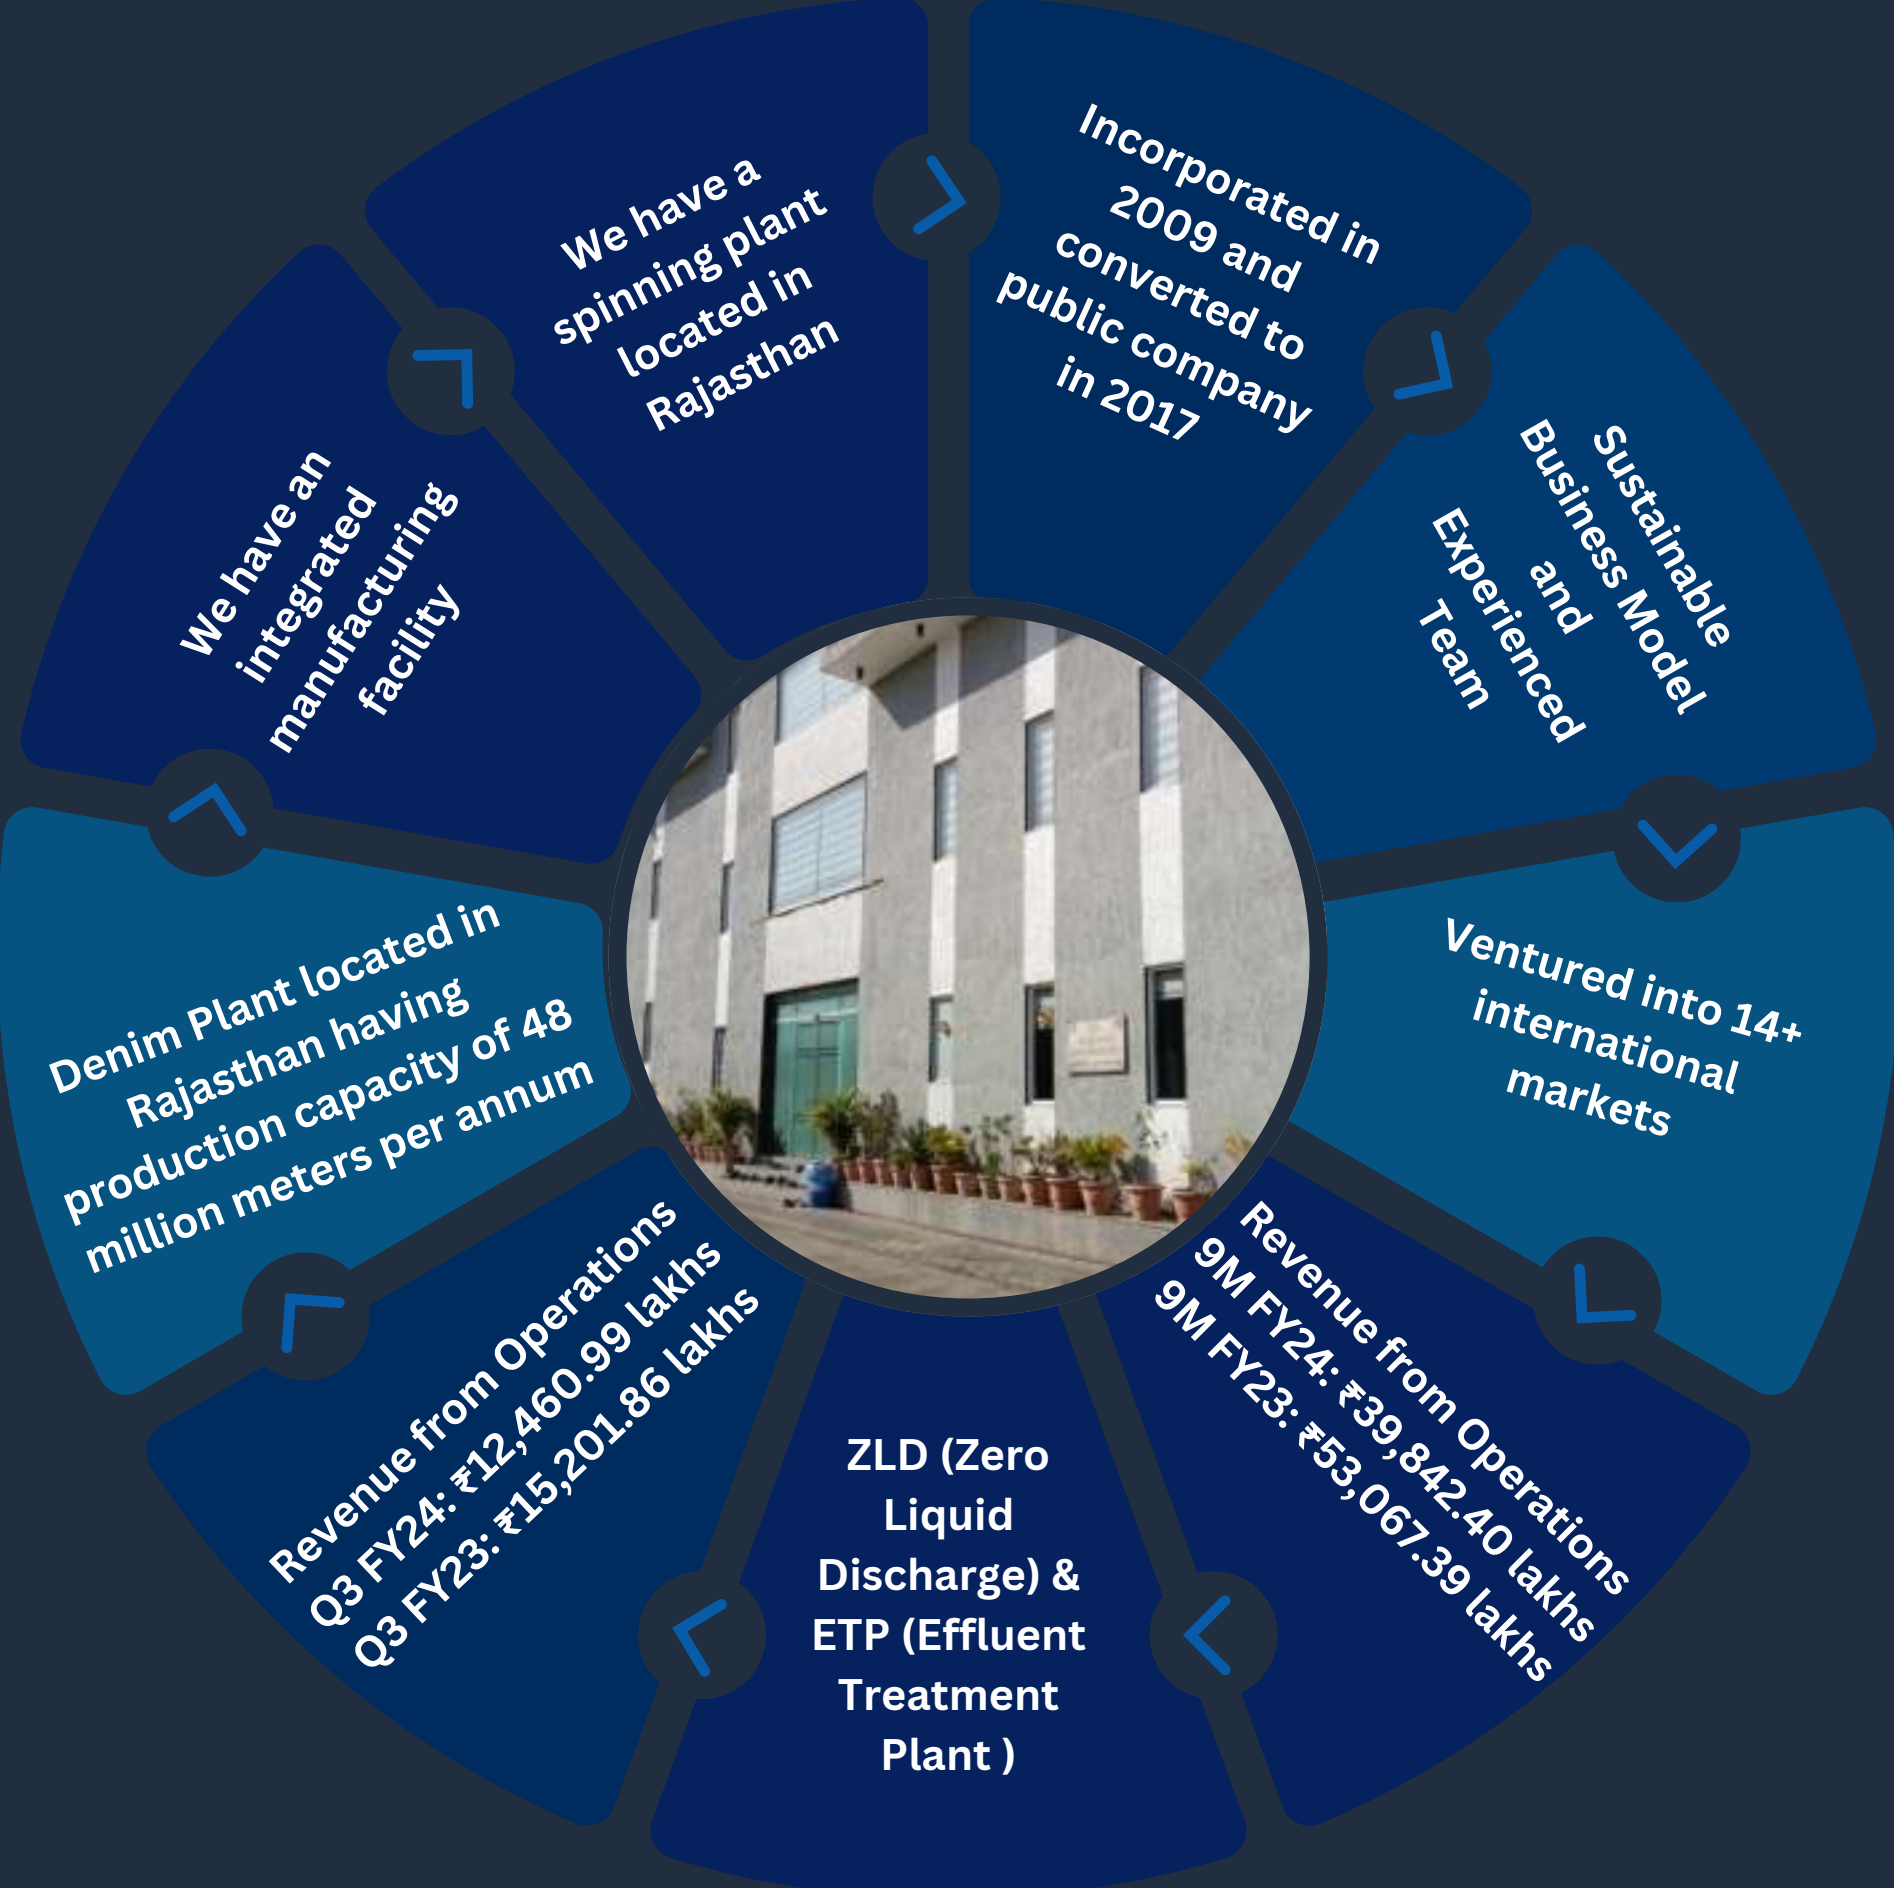 Incorporated in
2009 and
converted to
public company
in 2017
Sustainable
Business Model
and
Experienced
Team
Ventured into 14+
international
markets
Revenue from Operations
9M FY24: ₹39,842.40 lakhs
9M FY23: ₹53,067.39 lakhs
ZLD (Zero
Liquid
Discharge) &
ETP (Effluent
Treatment
Plant )
Revenue from Operations
Q3 FY24: ₹12,460.99 lakhs
Q3 FY23: ₹15,201.86 lakhs
Denim Plant located in
Rajasthan having
production capacity of 48
million meters per annum
We have an
integrated
manufacturing
facility
We have a
spinning plant
located in
Rajasthan